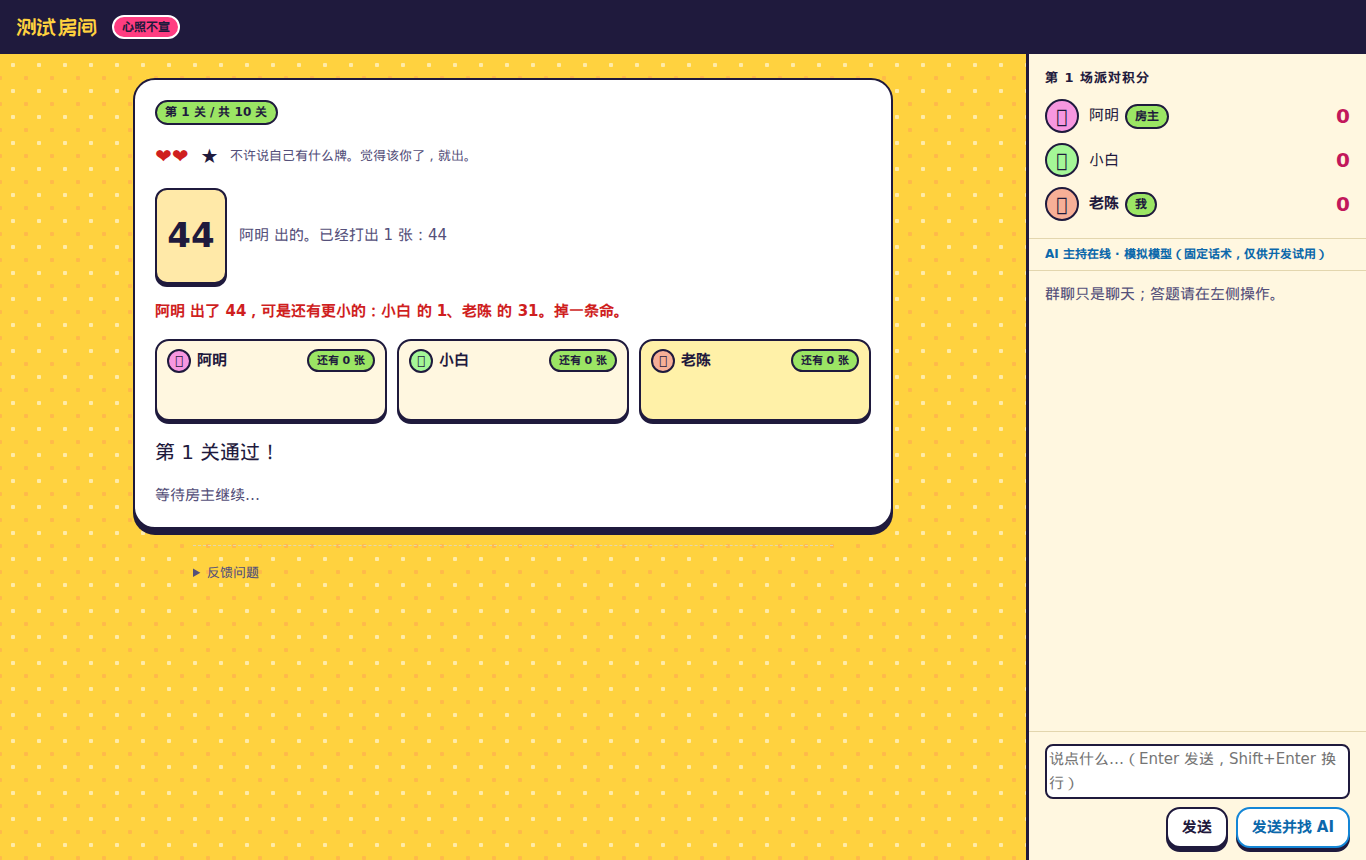 测试房间
心照不宣
第 1 关 / 共 10 关
❤❤ ★ 不许说自己有什么牌。觉得该你了，就出。
44
阿明 出的。已经打出 1 张：44
阿明 出了 44，可是还有更小的：小白 的 1、老陈 的 31。掉一条命。
阿明 还有 0 张
小白 还有 0 张
老陈 还有 0 张
第 1 关通过！
等待房主继续…
▶ 反馈问题
第 1 场派对积分
阿明 房主 0
小白 0
老陈 我 0
AI 主持在线 · 模拟模型（固定话术，仅供开发试用）
群聊只是聊天；答题请在左侧操作。
说点什么…（Enter 发送，Shift+Enter 换
行）
发送
发送并找 AI